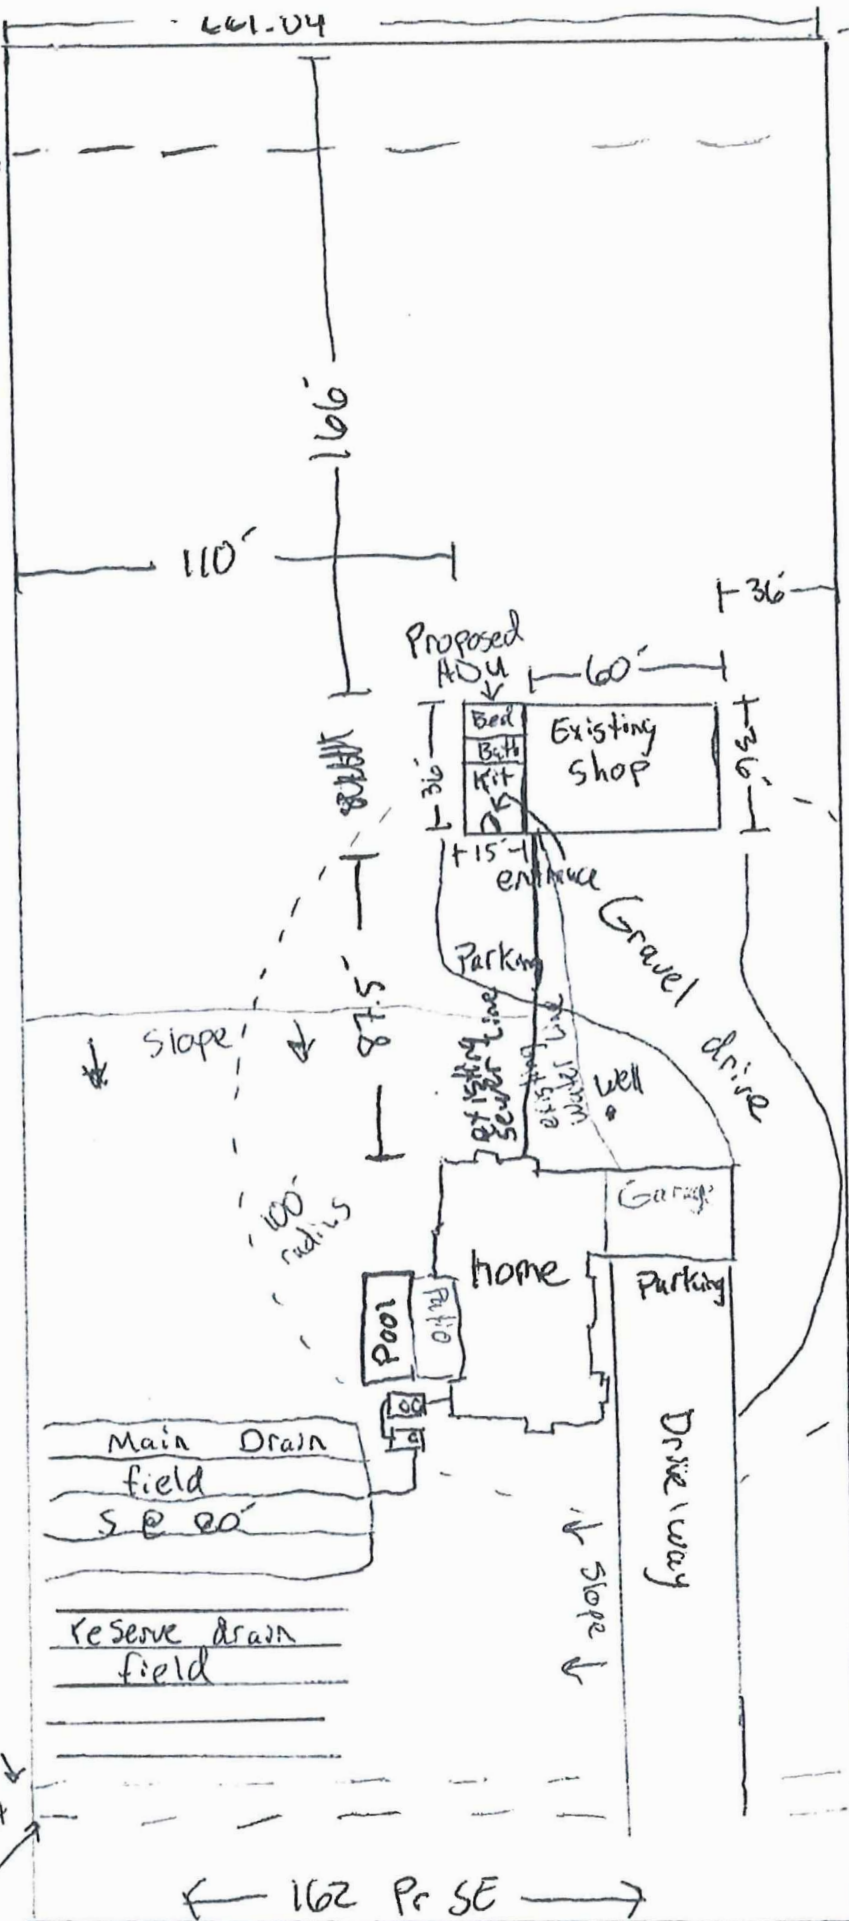 166'
110'
36'
Proposed
ADU
60'
Bed
Bath
Kit
Existing
Shop
36'
36'
15'
entrance
Gravel drive
Parking
87.5'
Slope
existing
sewer line
existing
water line
Well
100'
radius
Garage
home
Parking
Pool
Patio
Main Drain
field
Driveway
Slope
reserve drain
field
162 Pr SE